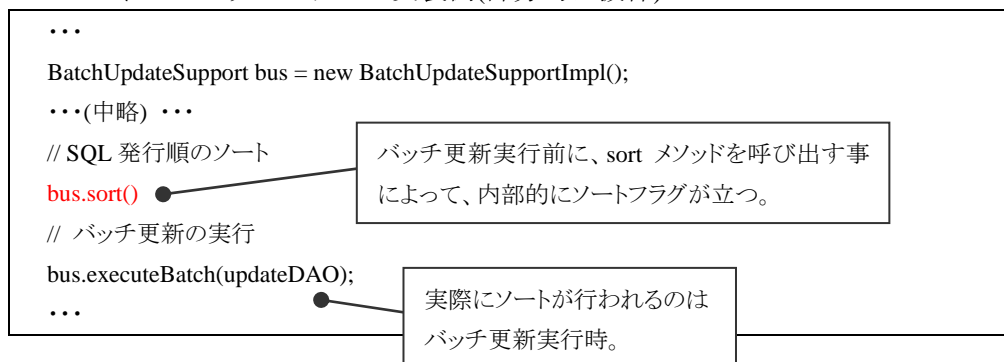 ・・・
BatchUpdateSupport bus = new BatchUpdateSupportImpl();
・・・(中略) ・・・
// SQL 発行順のソート
bus.sort()
バッチ更新実行前に、sort メソッドを呼び出す事
によって、内部的にソートフラグが立つ。
// バッチ更新の実行
bus.executeBatch(updateDAO);
・・・
実際にソートが行われるのは
バッチ更新実行時。